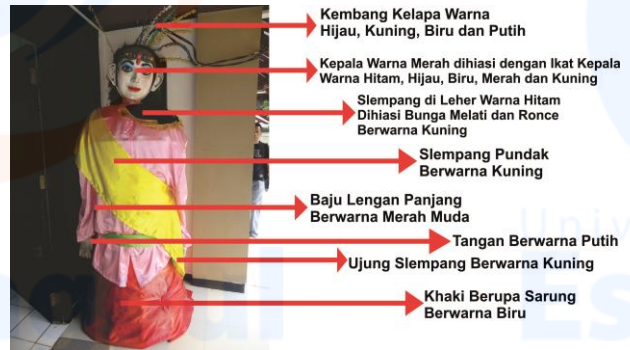 Kembang Kelapa Warna
Hijau, Kuning, Biru dan Putih
Kepala Warna Merah dihiasi dengan Ikat Kepala
Warna Hitam, Hijau, Biru, Merah dan Kuning
Slempang di Leher Warna Hitam
Dihiasi Bunga Melati dan Ronce
Berwarna Kuning
Slempang Pundak
Berwarna Kuning
Baju Lengan Panjang
Berwarna Merah Muda
Tangan Berwarna Putih
Ujung Slempang Berwarna Kuning
Khaki Berupa Sarung
Berwarna Biru
Univ
Es